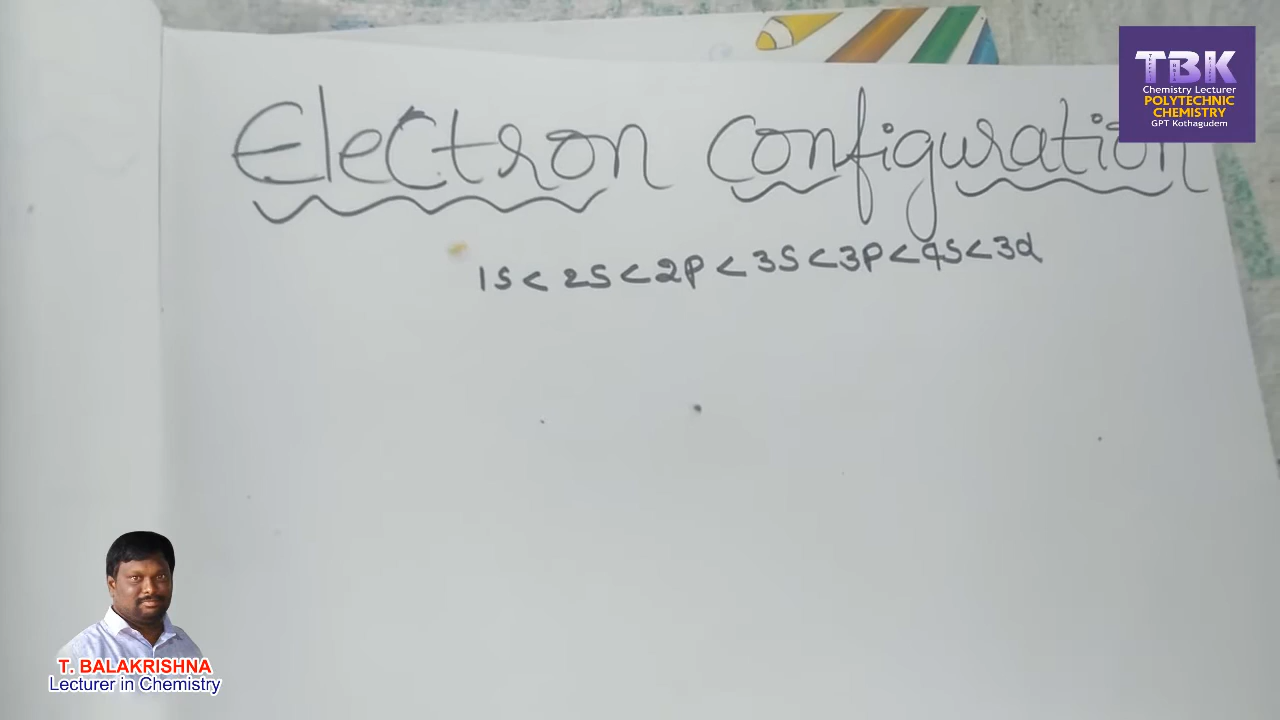 Electron Configuration
1S < 2S < 2P < 3S < 3P < 4S < 3d
TBK
Chemistry Lecturer
POLYTECHNIC
CHEMISTRY
GPT Kothagudem
T. BALAKRISHNA
Lecturer in Chemistry